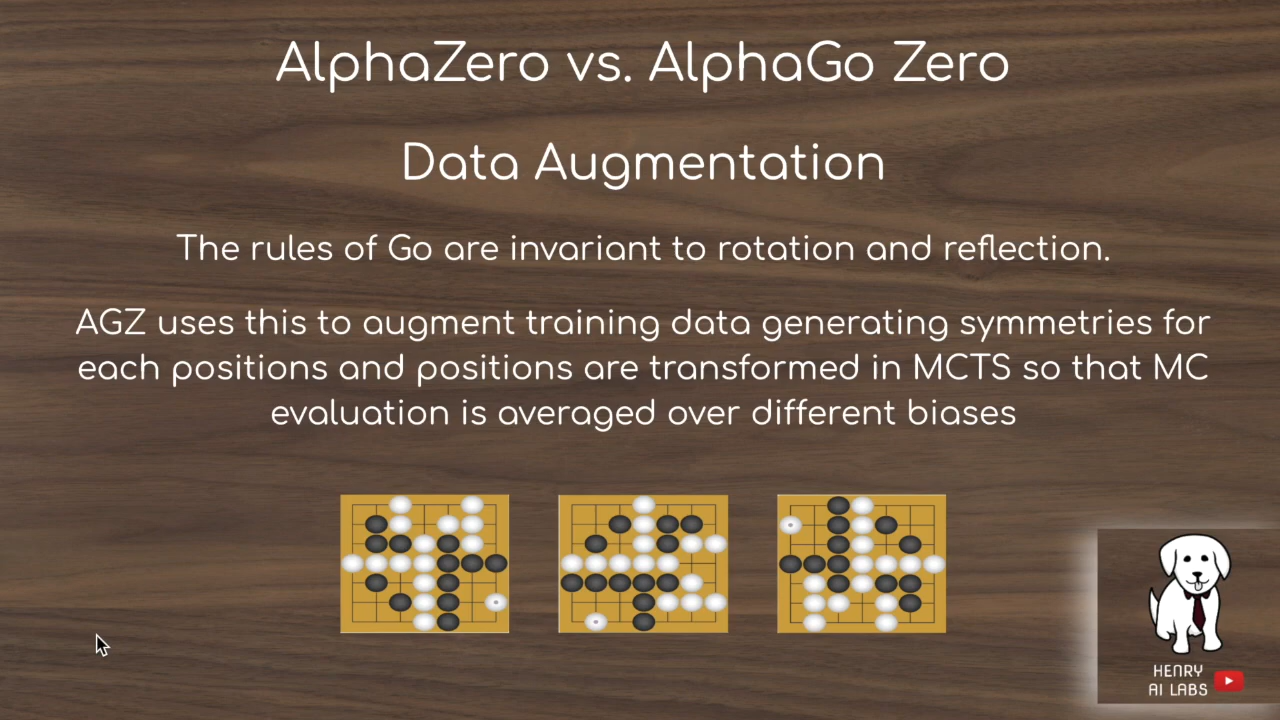 AlphaZero vs. AlphaGo Zero
Data Augmentation
The rules of Go are invariant to rotation and reflection.
AGZ uses this to augment training data generating symmetries for
each positions and positions are transformed in MCTS so that MC
evaluation is averaged over different biases
HENRY
AI LABS